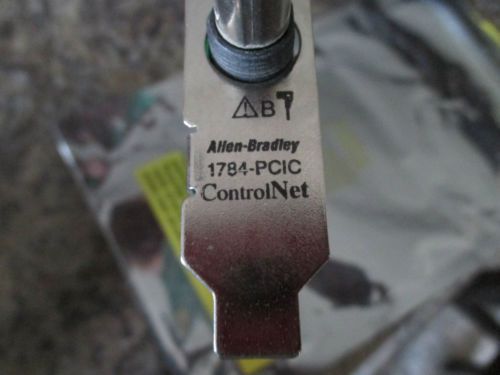 B
Allen-Bradley
1784-PCIC
ControlNet